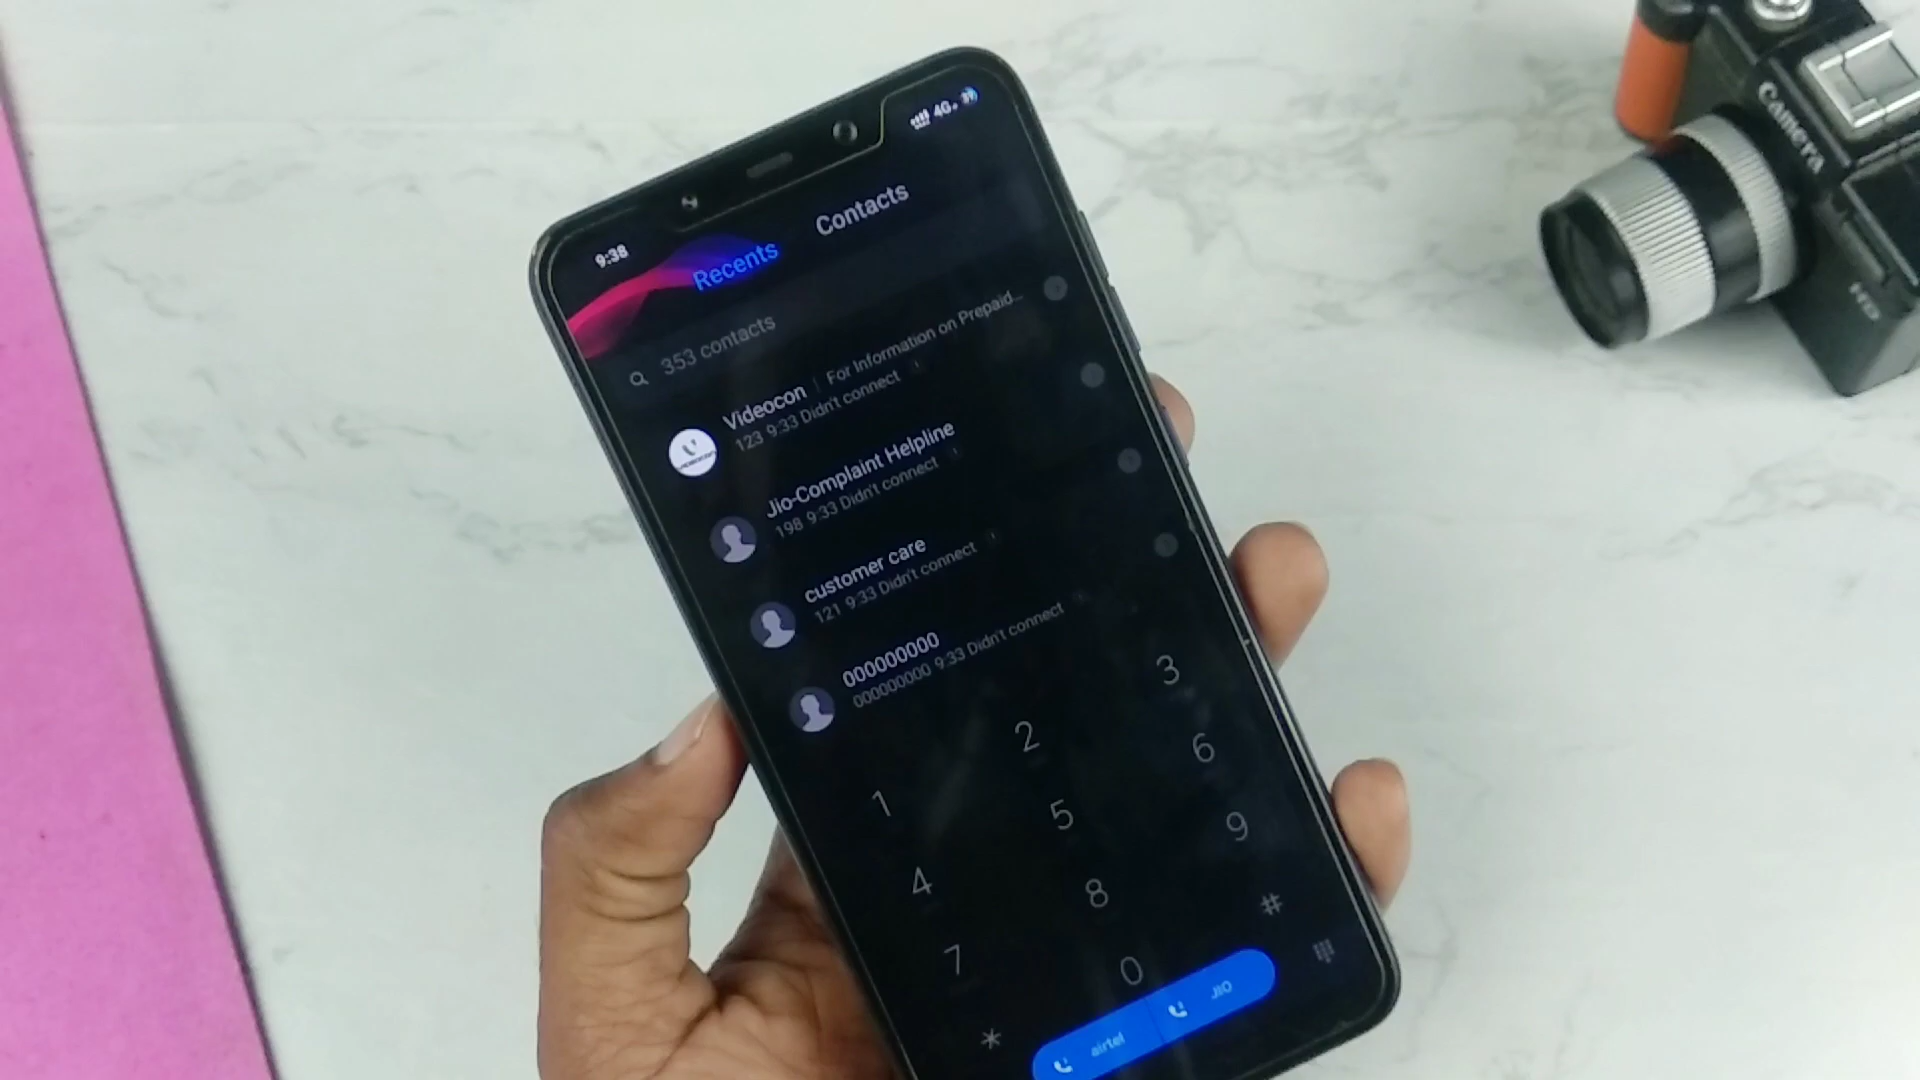 9:38
4G
Recents
Contacts
353 contacts
Videocon | For Information on Prepaid...
123 9:33 Didn't connect
Jio-Complaint Helpline
198 9:33 Didn't connect
customer care
121 9:33 Didn't connect
000000000
000000000 9:33 Didn't connect
1 2 3
4 5 6
7 8 9
* 0 #
airtel JIO
Camera
HD